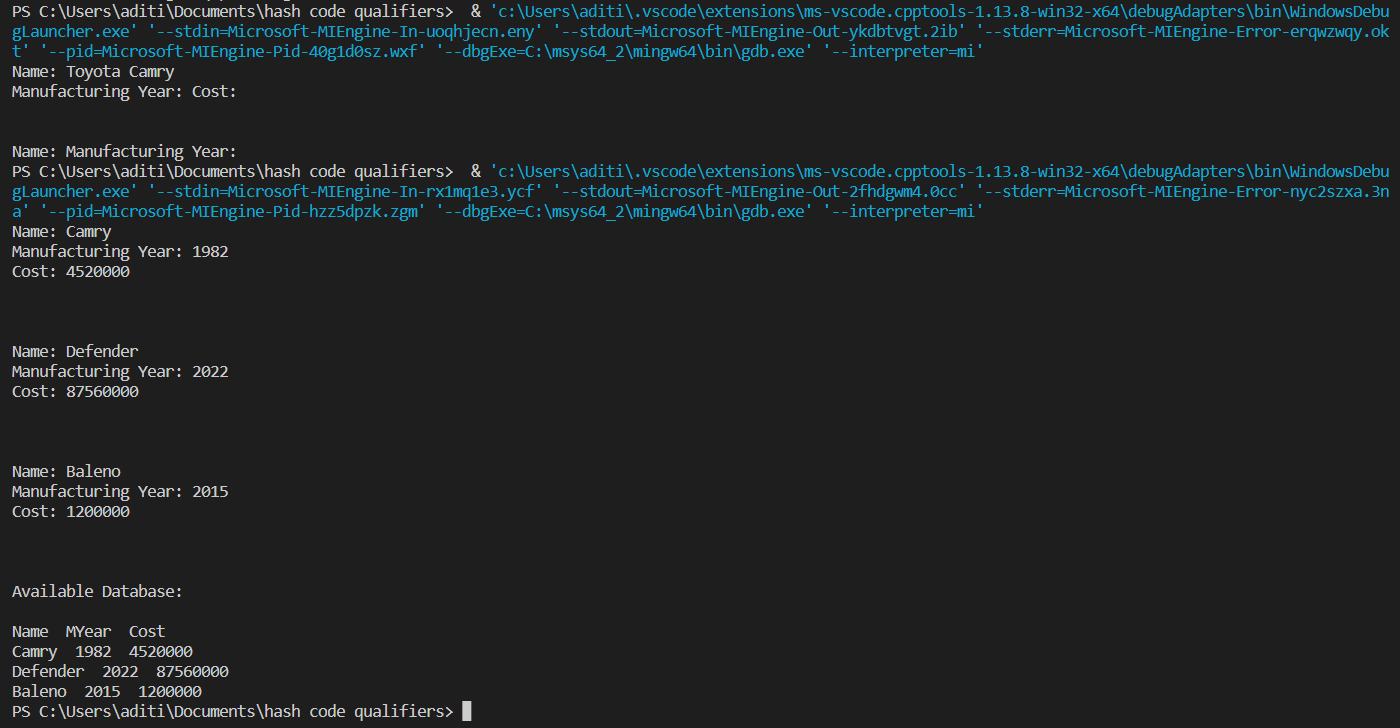 PS C:\Users\aditi\Documents\hash code qualifiers>  & 'c:\Users\aditi\.vscode\extensions\ms-vscode.cpptools-1.13.8-win32-x64\debugAdapters\bin\WindowsDebu
gLauncher.exe' '--stdin=Microsoft-MIEngine-In-uoqhjecn.eny' '--stdout=Microsoft-MIEngine-Out-ykdbtvgt.2ib' '--stderr=Microsoft-MIEngine-Error-erqwzwqy.ok
t' '--pid=Microsoft-MIEngine-Pid-40g1d0sz.wxf' '--dbgExe=C:\msys64_2\mingw64\bin\gdb.exe' '--interpreter=mi'
Name: Toyota Camry
Manufacturing Year: Cost:
Name: Manufacturing Year:
PS C:\Users\aditi\Documents\hash code qualifiers>  & 'c:\Users\aditi\.vscode\extensions\ms-vscode.cpptools-1.13.8-win32-x64\debugAdapters\bin\WindowsDebu
gLauncher.exe' '--stdin=Microsoft-MIEngine-In-rx1mq1e3.ycf' '--stdout=Microsoft-MIEngine-Out-2fhdgwm4.0cc' '--stderr=Microsoft-MIEngine-Error-nyc2szxa.3n
a' '--pid=Microsoft-MIEngine-Pid-hzz5dpzk.zgm' '--dbgExe=C:\msys64_2\mingw64\bin\gdb.exe' '--interpreter=mi'
Name: Camry
Manufacturing Year: 1982
Cost: 4520000
Name: Defender
Manufacturing Year: 2022
Cost: 87560000
Name: Baleno
Manufacturing Year: 2015
Cost: 1200000
Available Database:
Name  MYear  Cost
Camry  1982  4520000
Defender  2022  87560000
Baleno  2015  1200000
PS C:\Users\aditi\Documents\hash code qualifiers>